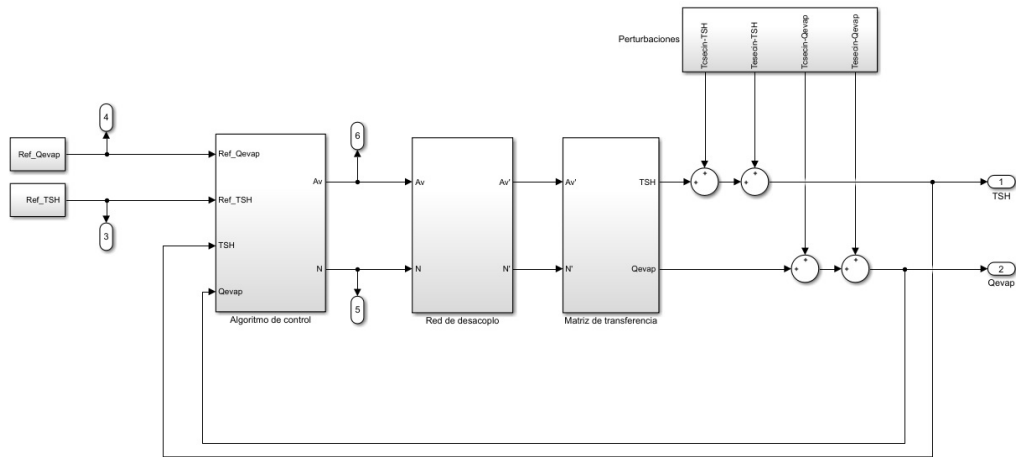 Perturbaciones
Tcsecin-TSH
Tesecin-TSH
Tcsecin-Qevap
Tesecin-Qevap
4
6
Ref_Qevap
Ref_Qevap
Av
Av
Av'
Av'
TSH
+
+
+
+
1
TSH
Ref_TSH
Ref_TSH
3
TSH
N
N
N'
N'
Qevap
+
+
+
+
2
Qevap
Qevap
5
Algoritmo de control
Red de desacoplo
Matriz de transferencia